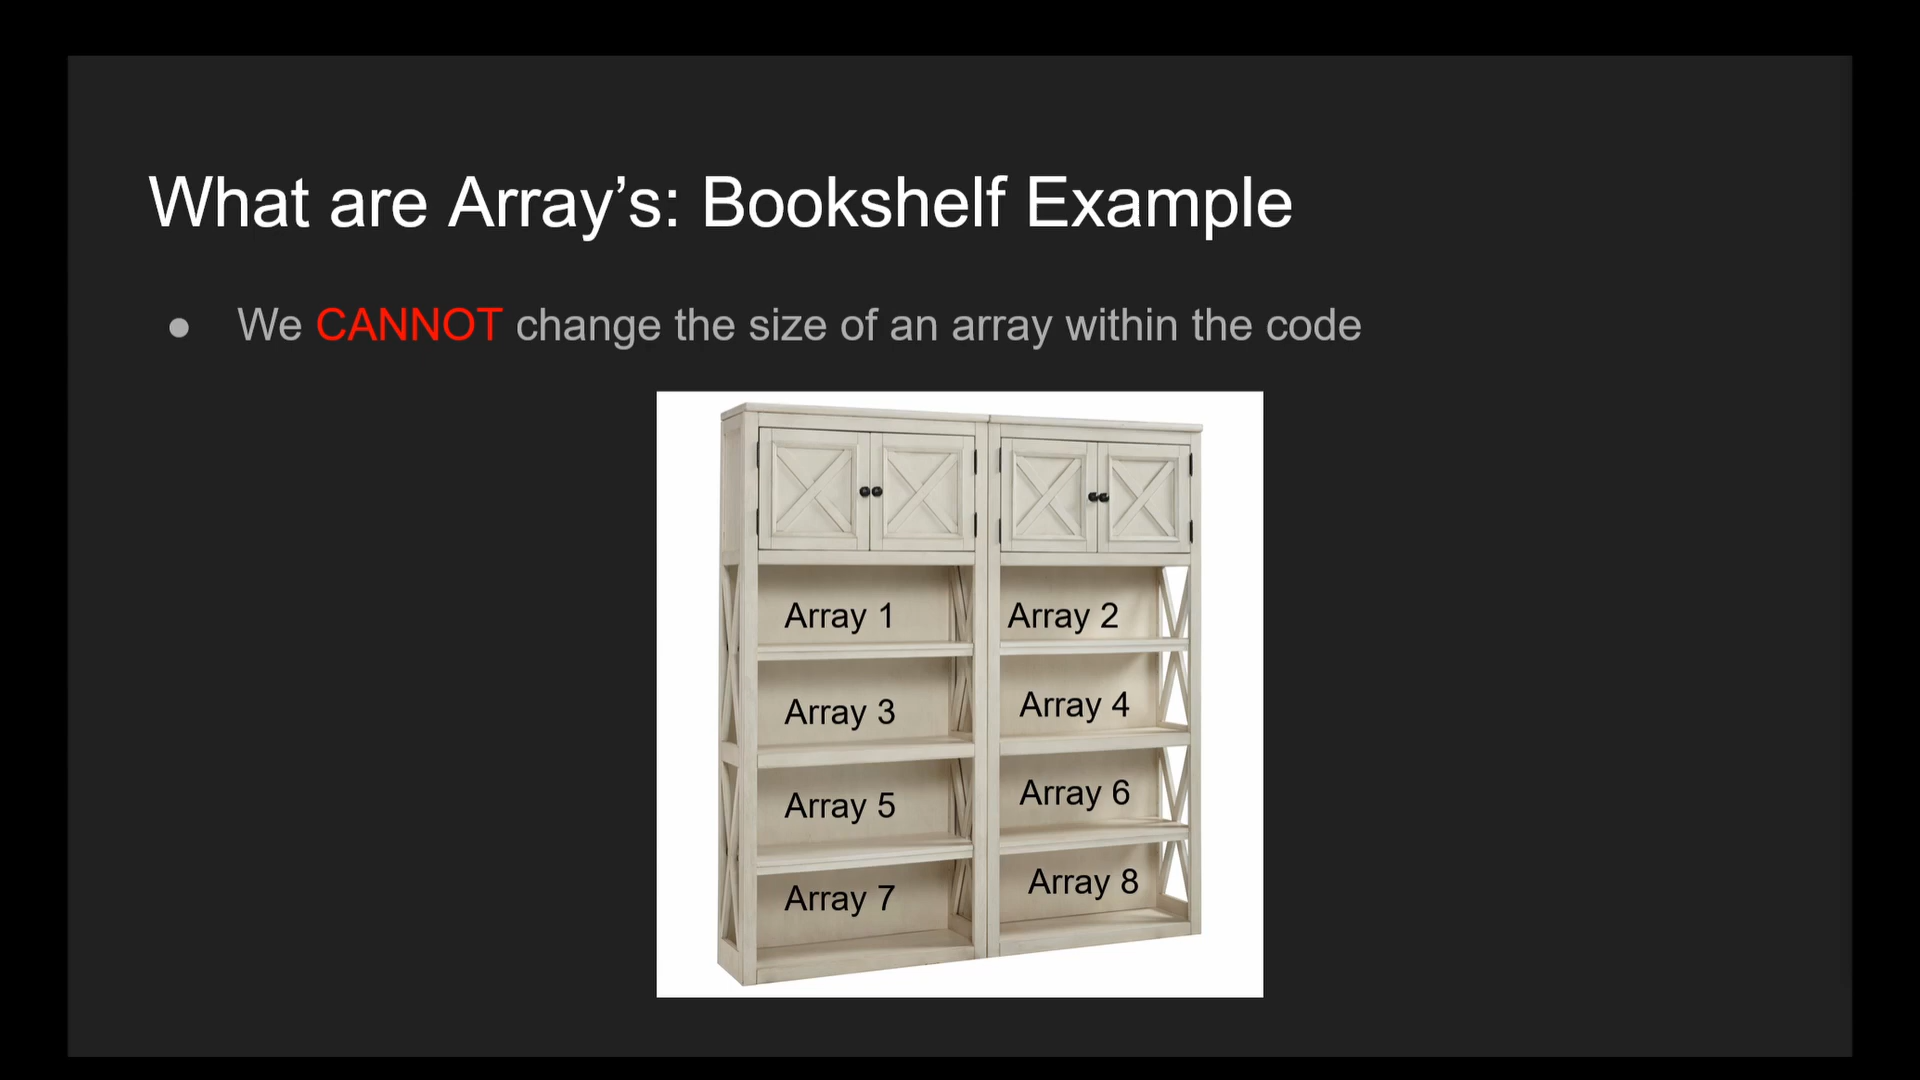 What are Array’s: Bookshelf Example
● We CANNOT change the size of an array within the code
Array 1
Array 2
Array 3
Array 4
Array 5
Array 6
Array 7
Array 8